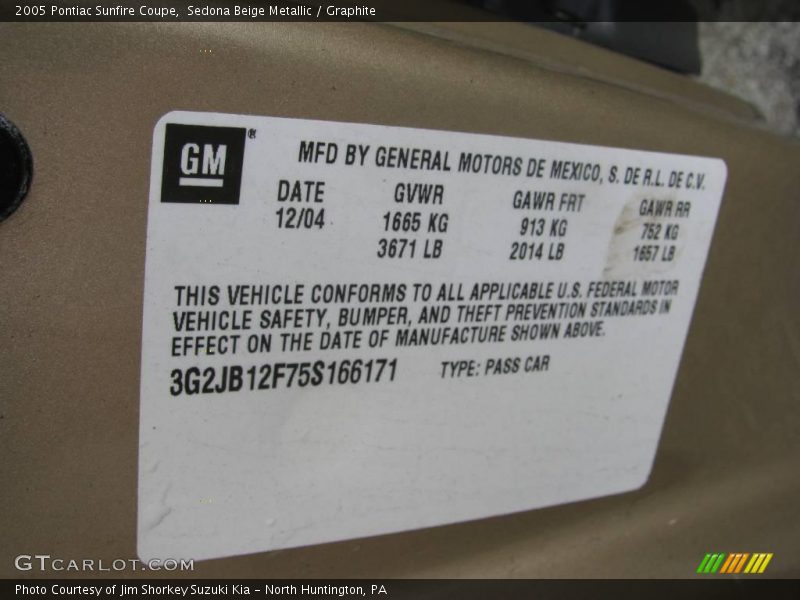 2005 Pontiac Sunfire Coupe, Sedona Beige Metallic / Graphite
GM®
MFD BY GENERAL MOTORS DE MEXICO, S. DE R.L. DE C.V.
DATE GVWR GAWR FRT GAWR RR
12/04 1665 KG 913 KG 752 KG
3671 LB 2014 LB 1657 LB
THIS VEHICLE CONFORMS TO ALL APPLICABLE U.S. FEDERAL MOTOR
VEHICLE SAFETY, BUMPER, AND THEFT PREVENTION STANDARDS IN
EFFECT ON THE DATE OF MANUFACTURE SHOWN ABOVE.
3G2JB12F75S166171 TYPE: PASS CAR
GTCARLOT.COM
Photo Courtesy of Jim Shorkey Suzuki Kia - North Huntington, PA